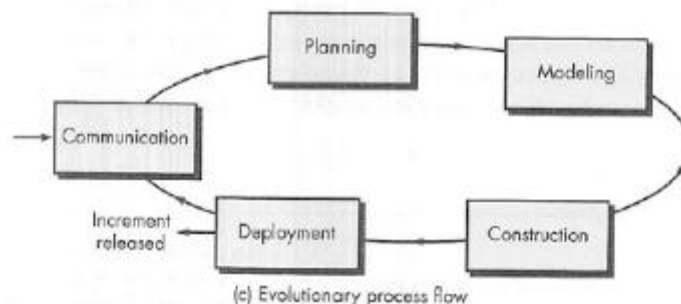 Planning
Modeling
Communication
Increment
released
Deployment
Construction
(c) Evolutionary process flow